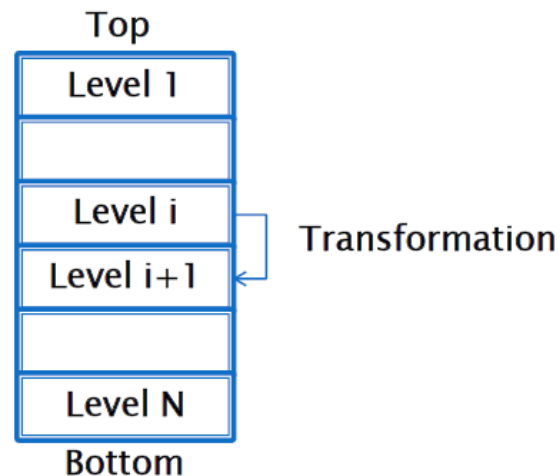 Top
Level 1
Level i
Transformation
Level i+1
Level N
Bottom